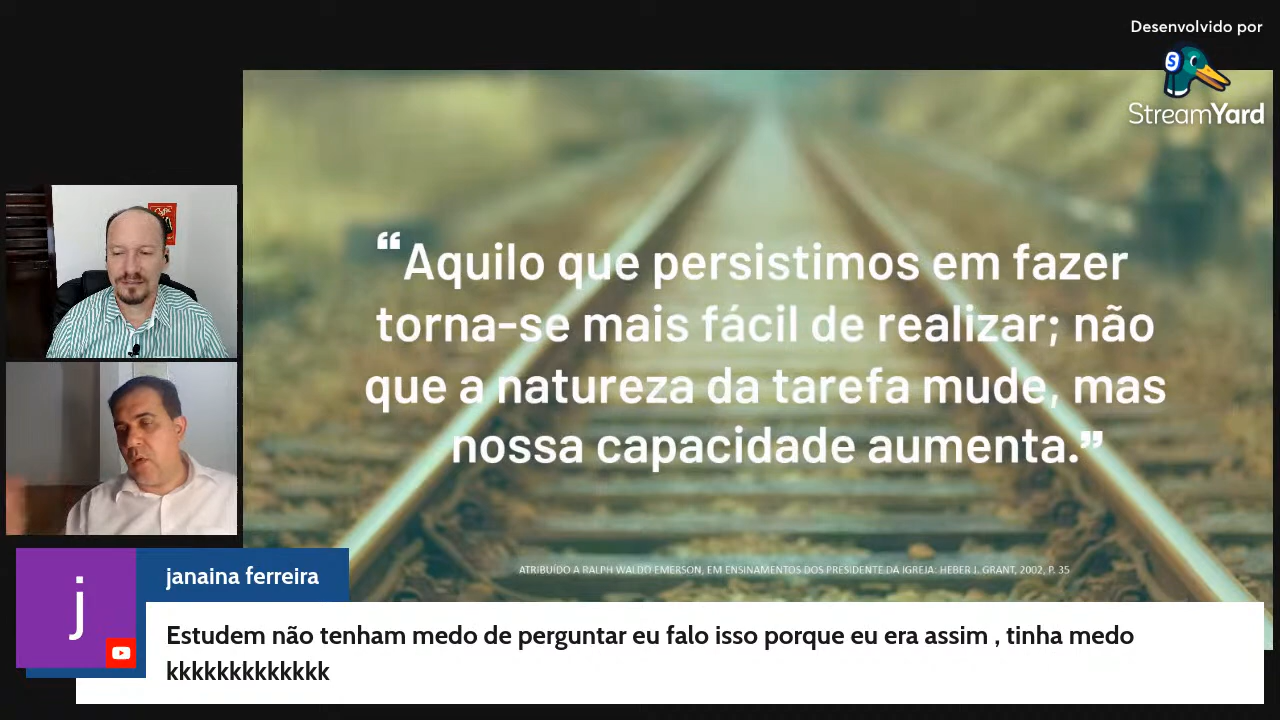 Desenvolvido por
StreamYard
“Aquilo que persistimos em fazer
torna-se mais fácil de realizar; não
que a natureza da tarefa mude, mas
nossa capacidade aumenta.”
ATRIBUÍDO A RALPH WALDO EMERSON, EM ENSINAMENTOS DOS PRESIDENTE DA IGREJA: HEBER J. GRANT, 2002, P. 35
j
janaina ferreira
Estudem não tenham medo de perguntar eu falo isso porque eu era assim , tinha medo
kkkkkkkkkkkkk